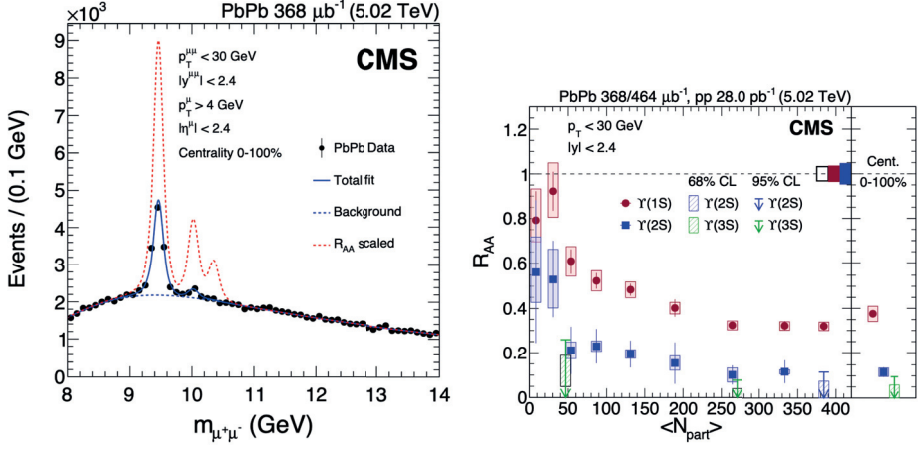 PbPb 368 μb⁻¹ (5.02 TeV)
×10³
CMS
p_T^μμ < 30 GeV
|y^μμ| < 2.4
p_T^μ > 4 GeV
|η^μ| < 2.4
Centrality 0-100%
PbPb Data
Total fit
Background
R_AA scaled
Events / (0.1 GeV)
9
8
7
6
5
4
3
2
1
0
8 9 10 11 12 13 14
m_μ⁺μ⁻ (GeV)
PbPb 368/464 μb⁻¹, pp 28.0 pb⁻¹ (5.02 TeV)
p_T < 30 GeV
|y| < 2.4
CMS
Cent.
0-100%
68% CL 95% CL
ϒ(1S) ϒ(2S) ϒ(2S)
ϒ(2S) ϒ(3S) ϒ(3S)
R_AA
1.2
1
0.8
0.6
0.4
0.2
0
0 50 100 150 200 250 300 350 400
<N_part>